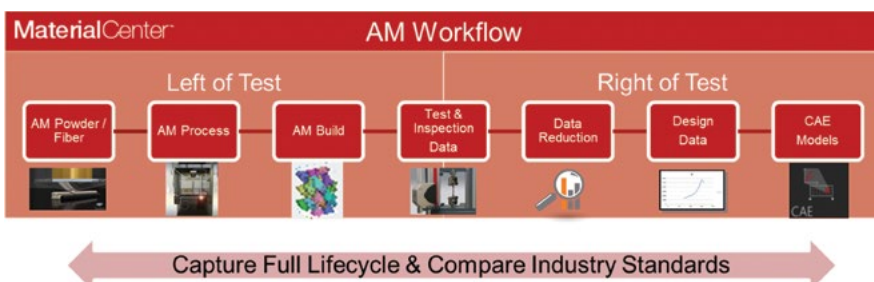 MaterialCenter™ AM Workflow
Left of Test Right of Test
AM Powder /
Fiber
AM Process
AM Build
Test &
Inspection
Data
Data
Reduction
Design
Data
CAE
Models
CAE
Capture Full Lifecycle & Compare Industry Standards